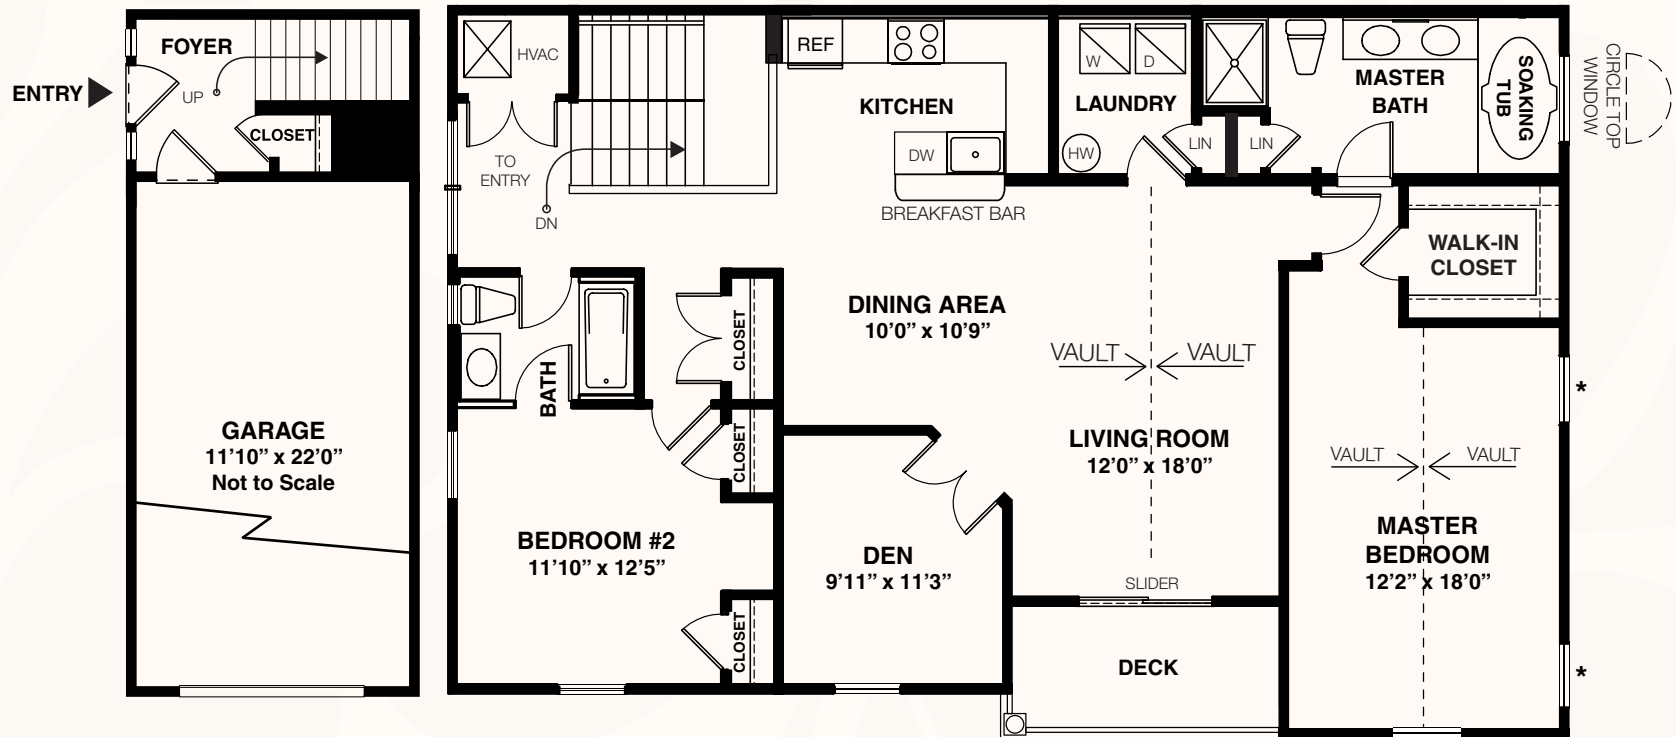 FOYER
ENTRY
UP
CLOSET
GARAGE
11’10” x 22’0”
Not to Scale
HVAC
TO
ENTRY
DN
REF
KITCHEN
DW
BREAKFAST BAR
W
D
LAUNDRY
HW
LIN
LIN
MASTER
BATH
SOAKING
TUB
CIRCLE TOP
WINDOW
WALK-IN
CLOSET
DINING AREA
10’0” x 10’9”
VAULT
VAULT
BATH
CLOSET
CLOSET
LIVING ROOM
12’0” x 18’0”
*
VAULT
VAULT
BEDROOM #2
11’10” x 12’5”
CLOSET
DEN
9’11” x 11’3”
SLIDER
DECK
MASTER
BEDROOM
12’2” x 18’0”
*